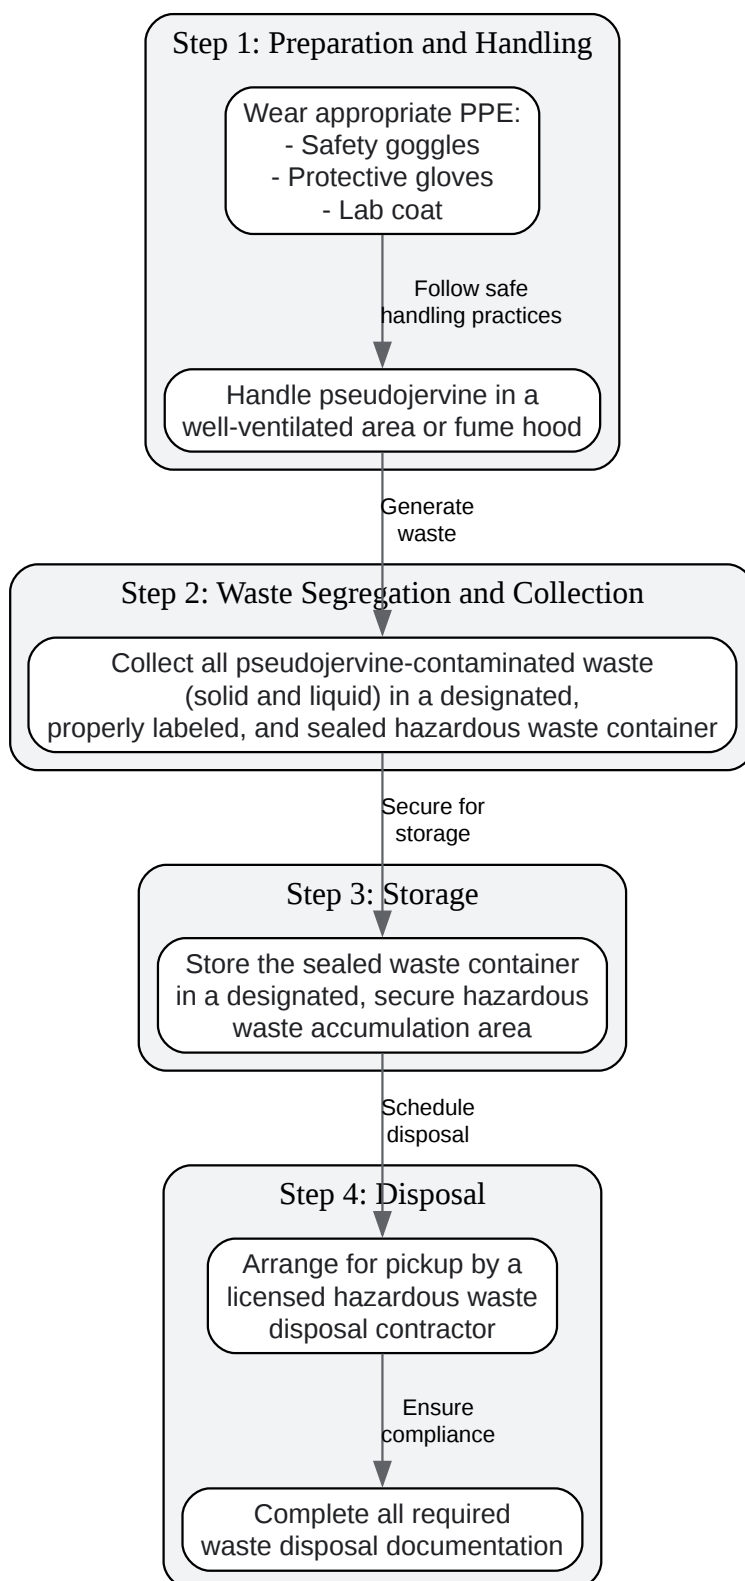 Step 1: Preparation and Handling
Wear appropriate PPE:
- Safety goggles
- Protective gloves
- Lab coat
Follow safe
handling practices
Handle pseudojervine in a
well-ventilated area or fume hood
Generate
waste
Step 2: Waste Segregation and Collection
Collect all pseudojervine-contaminated waste
(solid and liquid) in a designated,
properly labeled, and sealed hazardous waste container
Secure for
storage
Step 3: Storage
Store the sealed waste container
in a designated, secure hazardous
waste accumulation area
Schedule
disposal
Step 4: Disposal
Arrange for pickup by a
licensed hazardous waste
disposal contractor
Ensure
compliance
Complete all required
waste disposal documentation